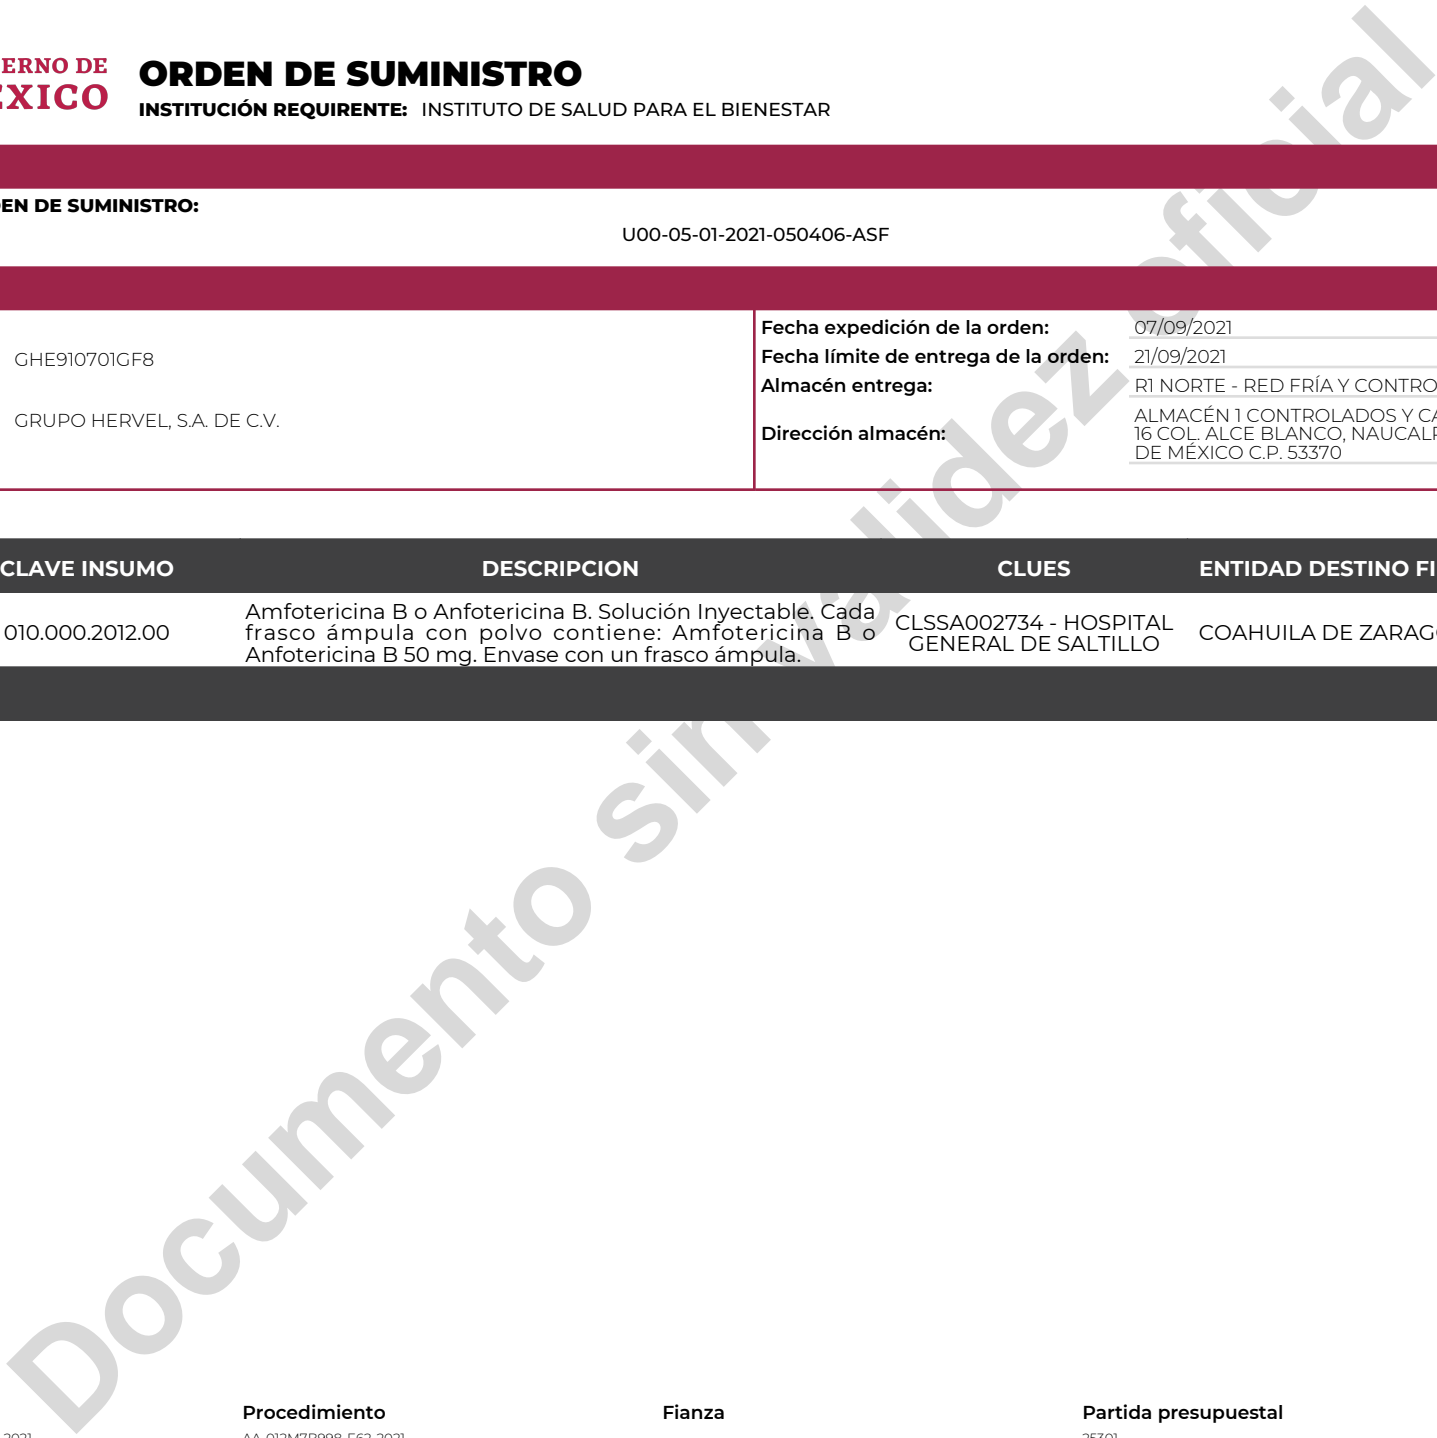 ERNO DE
ORDEN DE SUMINISTRO
INSTITUCIÓN REQUIRENTE: INSTITUTO DE SALUD PARA EL BIENESTAR
EN DE SUMINISTRO:
U00-05-01-2021-050406-ASF
GHE910701GF8
GRUPO HERVEL, S.A. DE C.V.
Fecha expedición de la orden: 07/09/2021
Fecha límite de entrega de la orden: 21/09/2021
Almacén entrega: R1 NORTE - RED FRÍA Y CONTRO
Dirección almacén: ALMACÉN 1 CONTROLADOS Y CA
16 COL. ALCE BLANCO, NAUCALP
DE MÉXICO C.P. 53370
CLAVE INSUMO DESCRIPCION CLUES ENTIDAD DESTINO FI
010.000.2012.00
Amfotericina B o Anfotericina B. Solución Inyectable. Cada
frasco ámpula con polvo contiene: Amfotericina B o
Anfotericina B 50 mg. Envase con un frasco ámpula.
CLSSA002734 - HOSPITAL
GENERAL DE SALTILLO
COAHUILA DE ZARAG
Documento sin validez oficial
Procedimiento Fianza Partida presupuestal